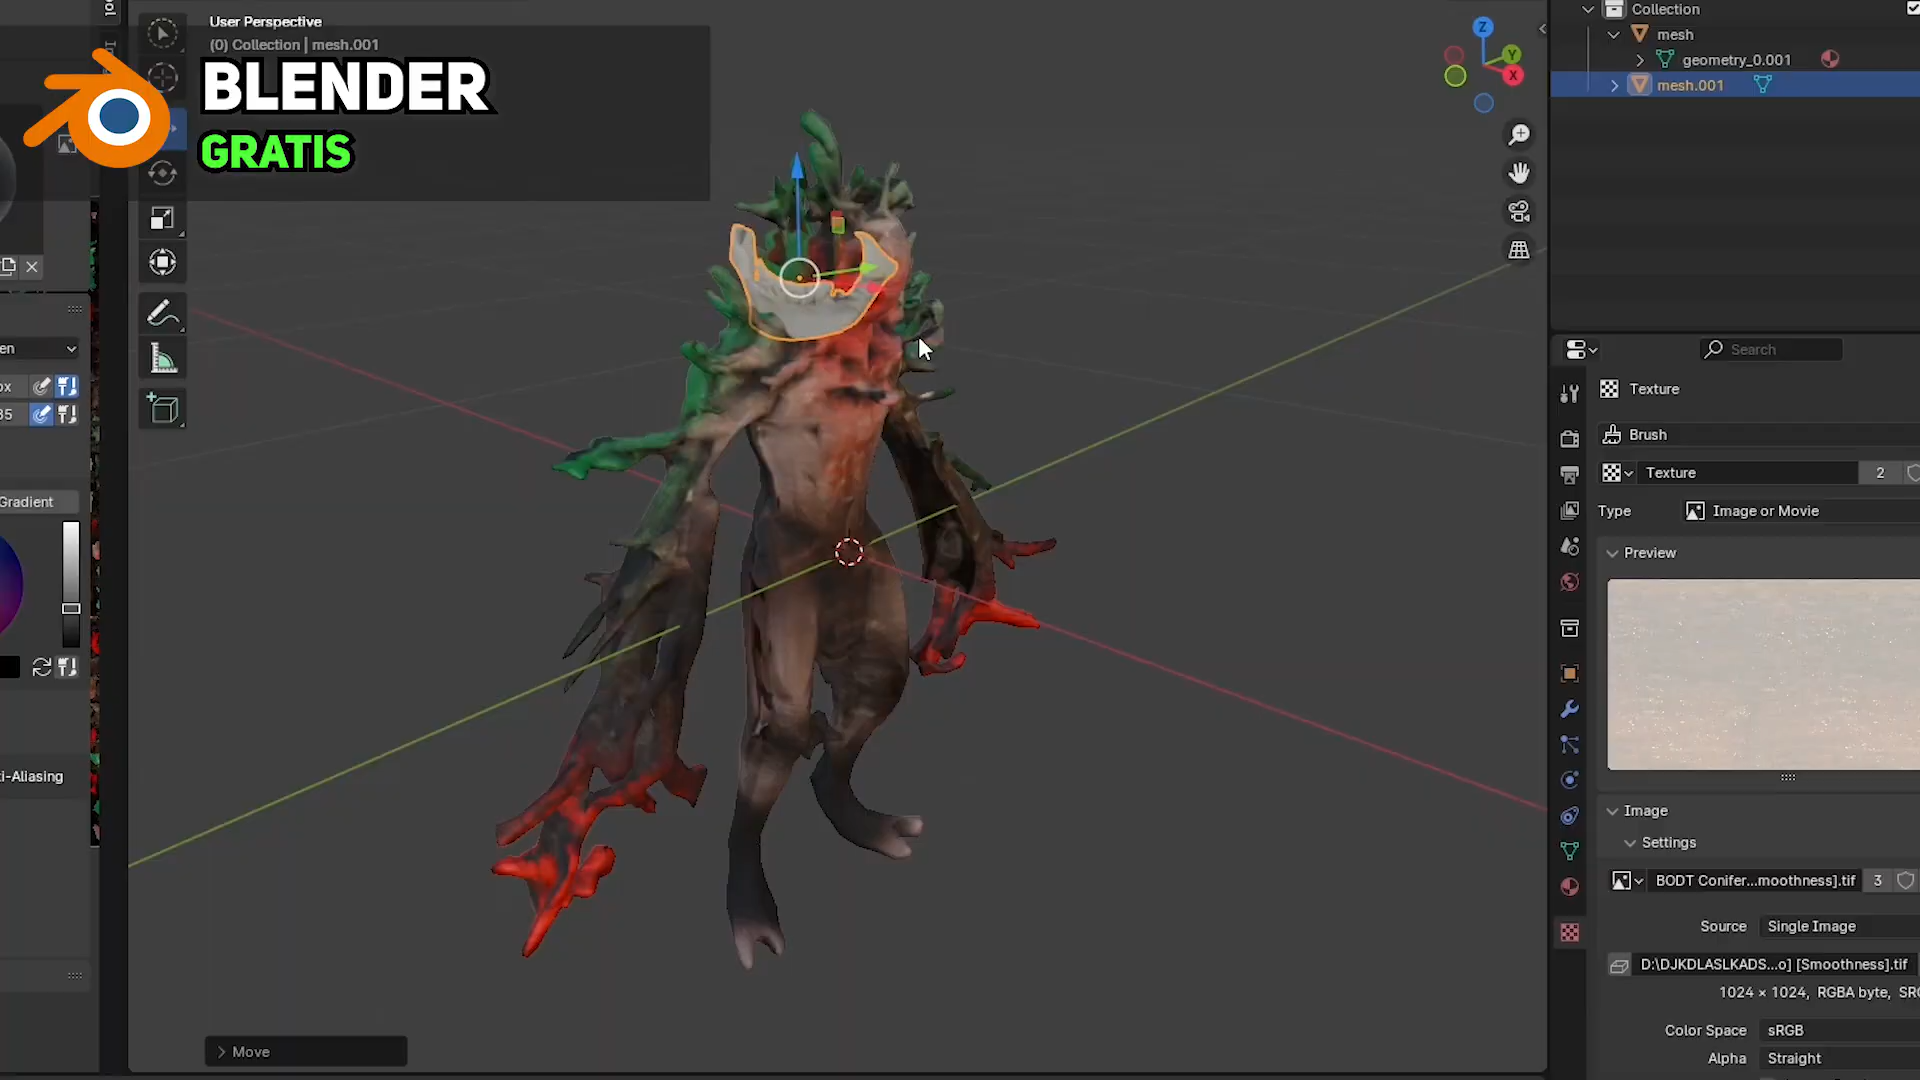 User Perspective
(0) Collection | mesh.001
BLENDER
GRATIS
Z
Y
X
Collection
mesh
geometry_0.001
mesh.001
Search
Texture
Brush
Texture
2
Type
Image or Movie
Preview
Image
Settings
BODT Conifer...moothness].tif
3
Source
Single Image
D:\DJKDLASLKADS...o] [Smoothness].tif
1024 × 1024, RGBA byte, SR
Color Space
sRGB
Alpha
Straight
en
ox
35
Gradient
i-Aliasing
Move